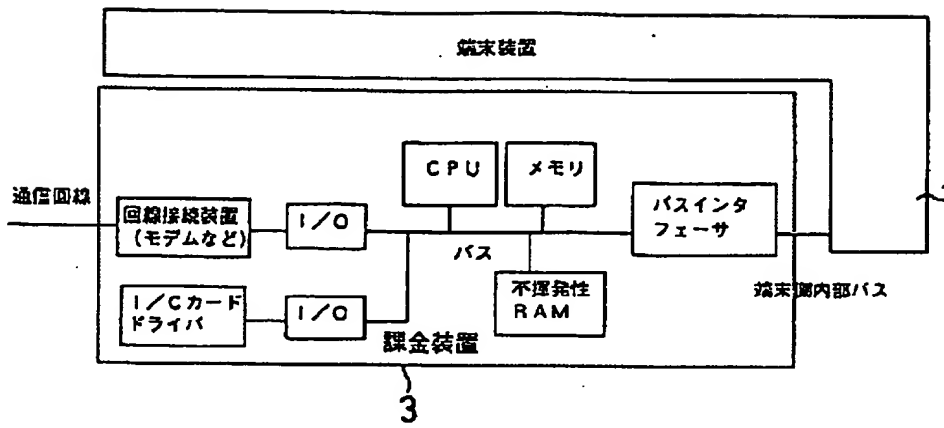 端末装置
CPU
メモリ
通信回線
回線接続装置
(モデムなど)
I/O
バスインタ
フェーサ
バス
I/Cカード
ドライバ
I/O
不揮発性
RAM
端末側内部バス
課金装置
3